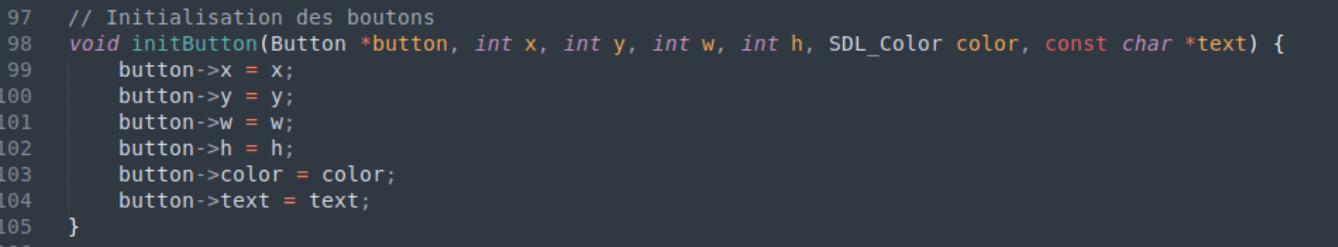 97 // Initialisation des boutons
98 void initButton(Button *button, int x, int y, int w, int h, SDL_Color color, const char *text) {
99 button->x = x;
100 button->y = y;
101 button->w = w;
102 button->h = h;
103 button->color = color;
104 button->text = text;
105 }